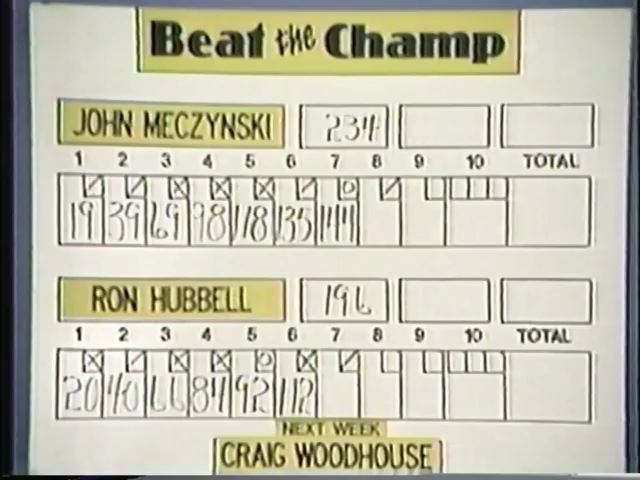 Beat the Champ
JOHN MECZYNSKI 234
1 2 3 4 5 6 7 8 9 10 TOTAL
19 39 69 98 118 135 144
RON HUBBELL 196
1 2 3 4 5 6 7 8 9 10 TOTAL
20 40 66 84 92 112
NEXT WEEK
CRAIG WOODHOUSE